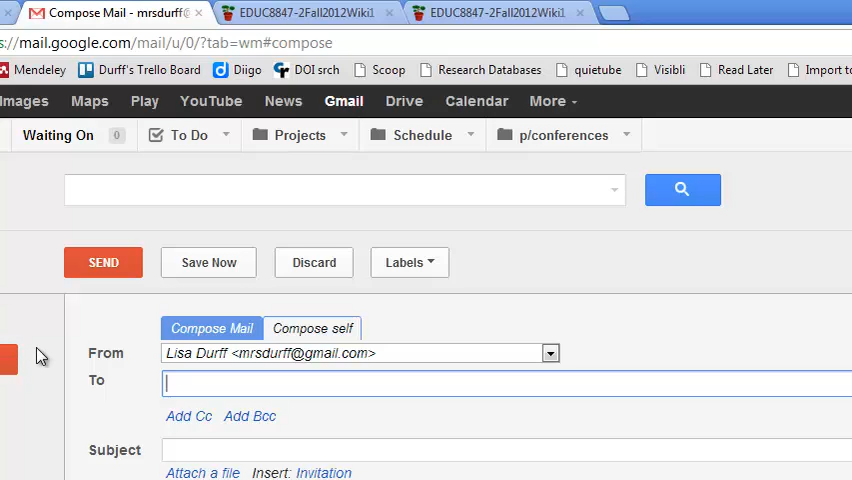 Compose Mail - mrsdurff@ × EDUC8847-2Fall2012Wiki1 × EDUC8847-2Fall2012Wiki1 ×
s://mail.google.com/mail/u/0/?tab=wm#compose
Mendeley Durff's Trello Board Diigo DOI srch Scoop Research Databases quietube Visibli Read Later Import to
Images Maps Play YouTube News Gmail Drive Calendar More
Waiting On 0 To Do Projects Schedule p/conferences
SEND Save Now Discard Labels
Compose Mail Compose self
From Lisa Durff <mrsdurff@gmail.com>
To
Add Cc Add Bcc
Subject
Attach a file Insert: Invitation